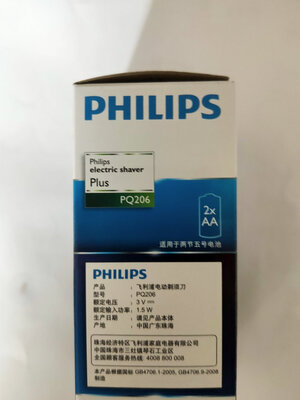 PHILIPS
Philips
electric shaver
Plus
PQ206
2x
AA
适用于两节五号电池
PHILIPS
产品名称: 飞利浦电动剃须刀
型号: PQ206
额定电压: 3 V
额定输入功率: 1.5 W
生产日期: 请见产品本体
产地: 中国广东珠海
珠海经济特区飞利浦家庭电器有限公司
中国珠海市三灶镇琴石工业区
全国顾客服务热线: 4008 800 008
本产品根据国标 GB4706.1-2005, GB4706.9-2008